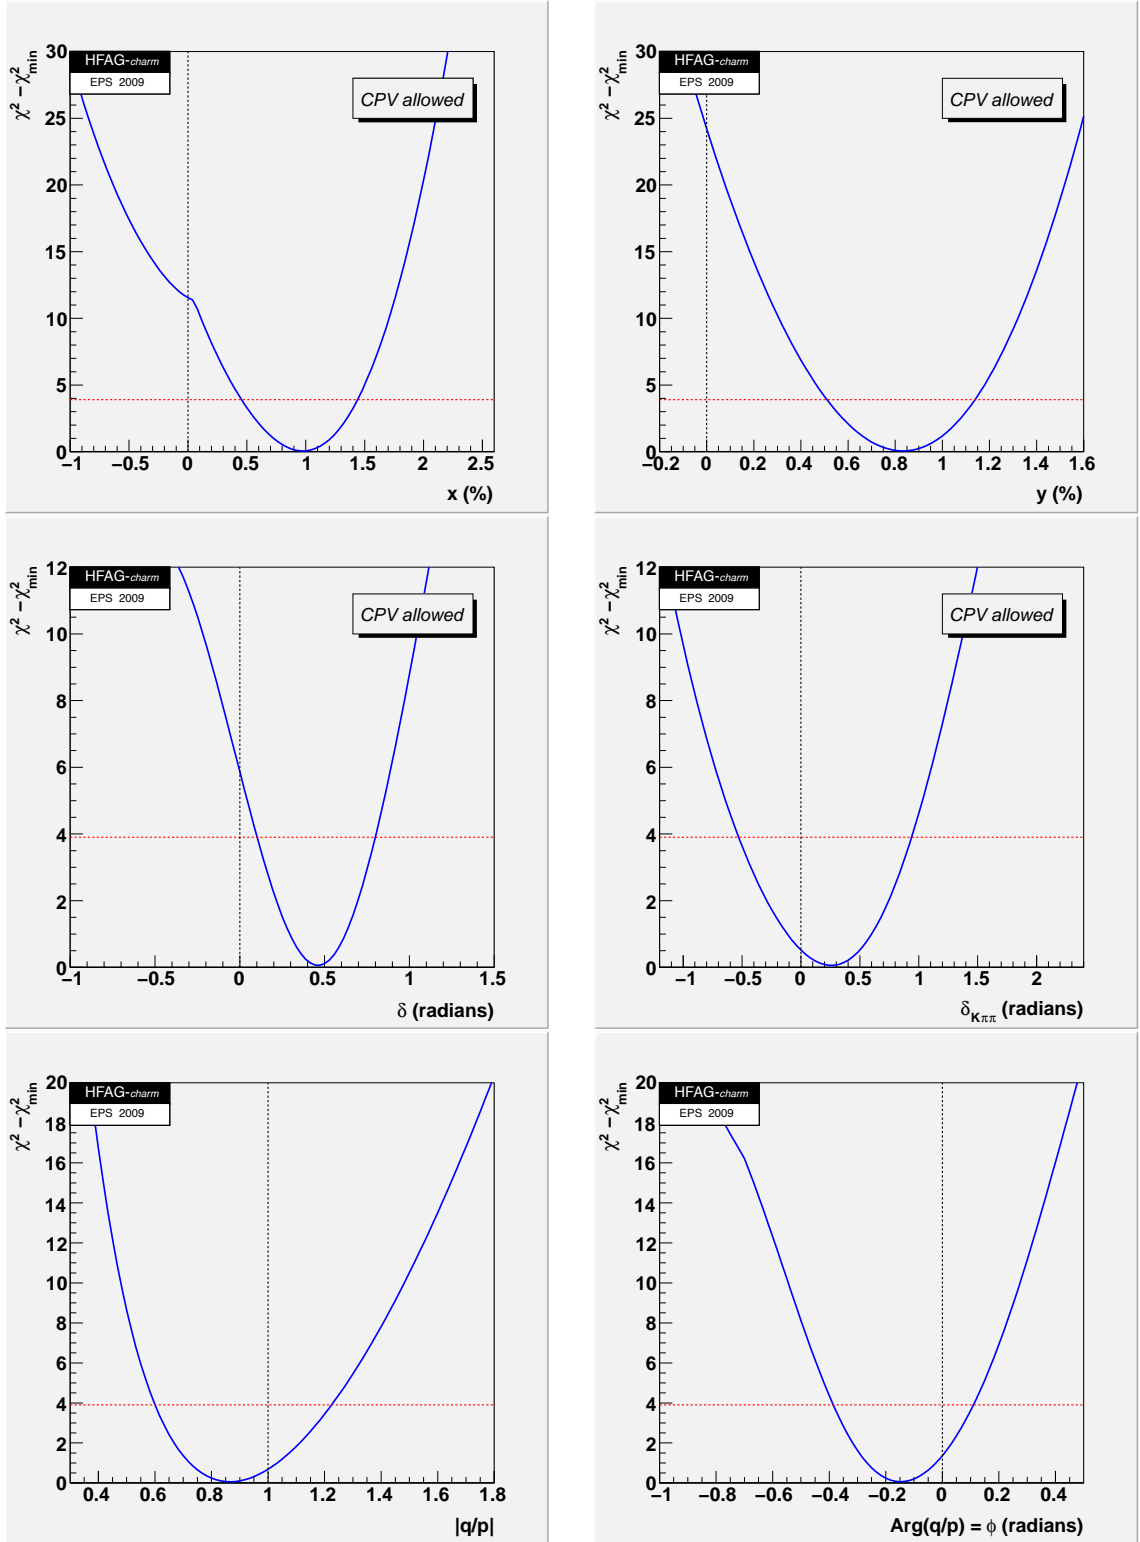 χ² – χ²min
30
25
20
15
10
5
0
HFAG-charm
EPS 2009
CPV allowed
−1 −0.5 0 0.5 1 1.5 2 2.5
x (%)
χ² – χ²min
30
25
20
15
10
5
0
HFAG-charm
EPS 2009
CPV allowed
−0.2 0 0.2 0.4 0.6 0.8 1 1.2 1.4 1.6
y (%)
χ² – χ²min
12
10
8
6
4
2
0
HFAG-charm
EPS 2009
CPV allowed
−1 −0.5 0 0.5 1 1.5
δ (radians)
χ² – χ²min
12
10
8
6
4
2
0
HFAG-charm
EPS 2009
CPV allowed
−1 −0.5 0 0.5 1 1.5 2
δKππ (radians)
χ² – χ²min
20
18
16
14
12
10
8
6
4
2
0
HFAG-charm
EPS 2009
0.4 0.6 0.8 1 1.2 1.4 1.6 1.8
|q/p|
χ² – χ²min
20
18
16
14
12
10
8
6
4
2
0
HFAG-charm
EPS 2009
−1 −0.8 −0.6 −0.4 −0.2 0 0.2 0.4
Arg(q/p) = ϕ (radians)